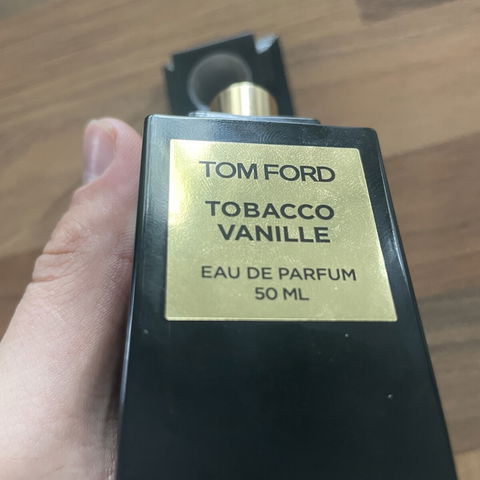 TOM FORD
TOBACCO
VANILLE
EAU DE PARFUM
50 ML